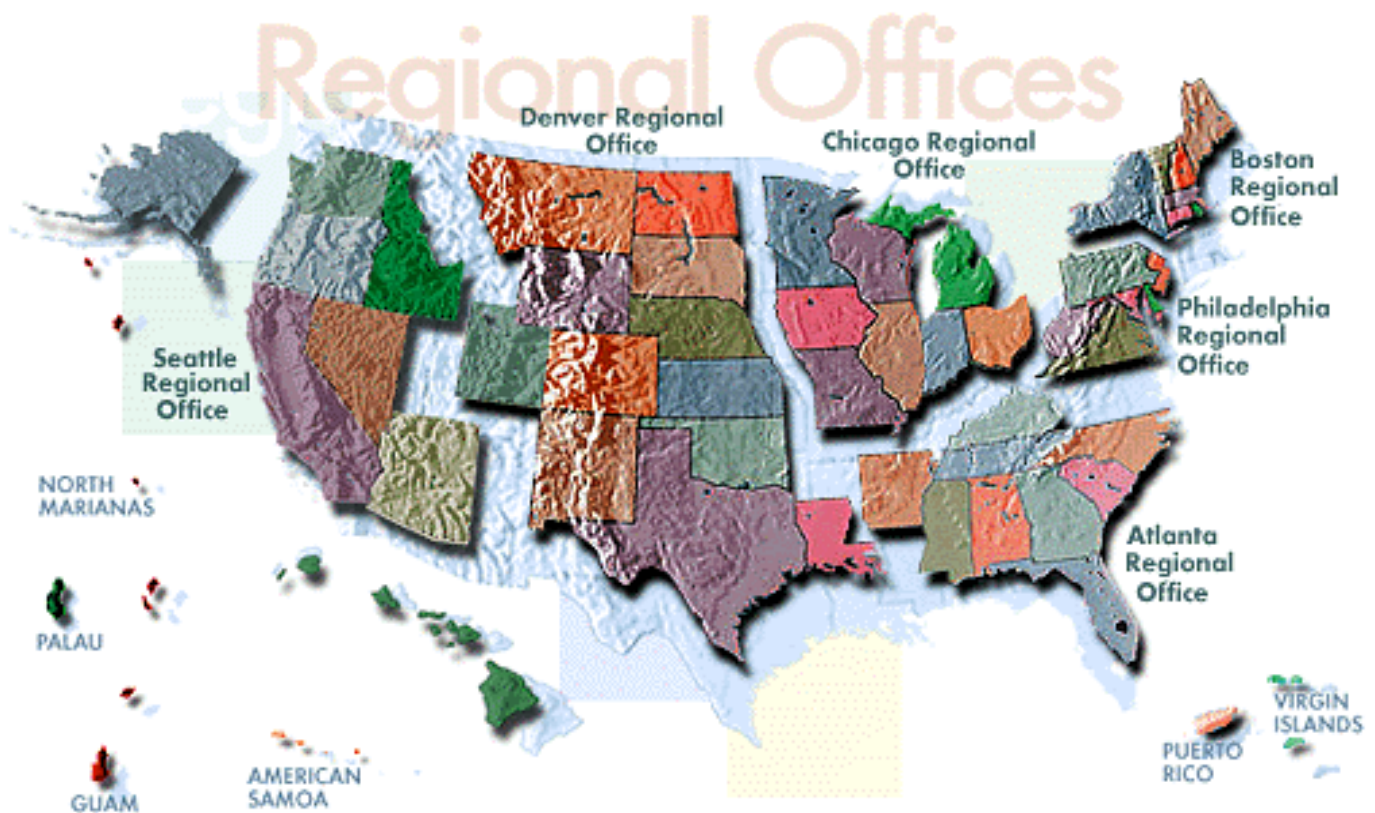 Regional Offices
Denver Regional
Office
Chicago Regional
Office
Boston
Regional
Office
Philadelphia
Regional
Office
Seattle
Regional
Office
NORTH
MARIANAS
Atlanta
Regional
Office
PALAU
VIRGIN
ISLANDS
PUERTO
RICO
AMERICAN
SAMOA
GUAM